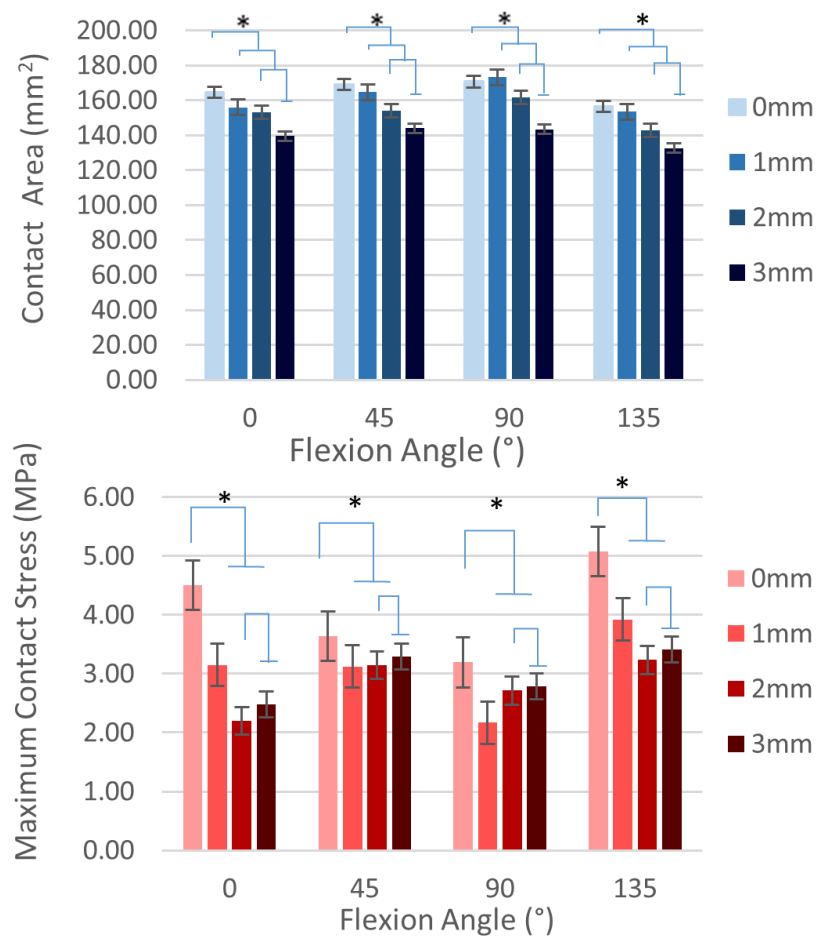 * * * *
200.00
180.00
160.00
140.00
120.00
100.00
80.00
60.00
40.00
20.00
0.00
Contact Area (mm²)
0 45 90 135
Flexion Angle (°)
0mm
1mm
2mm
3mm
* * * *
6.00
5.00
4.00
3.00
2.00
1.00
0.00
Maximum Contact Stress (MPa)
0 45 90 135
Flexion Angle (°)
0mm
1mm
2mm
3mm